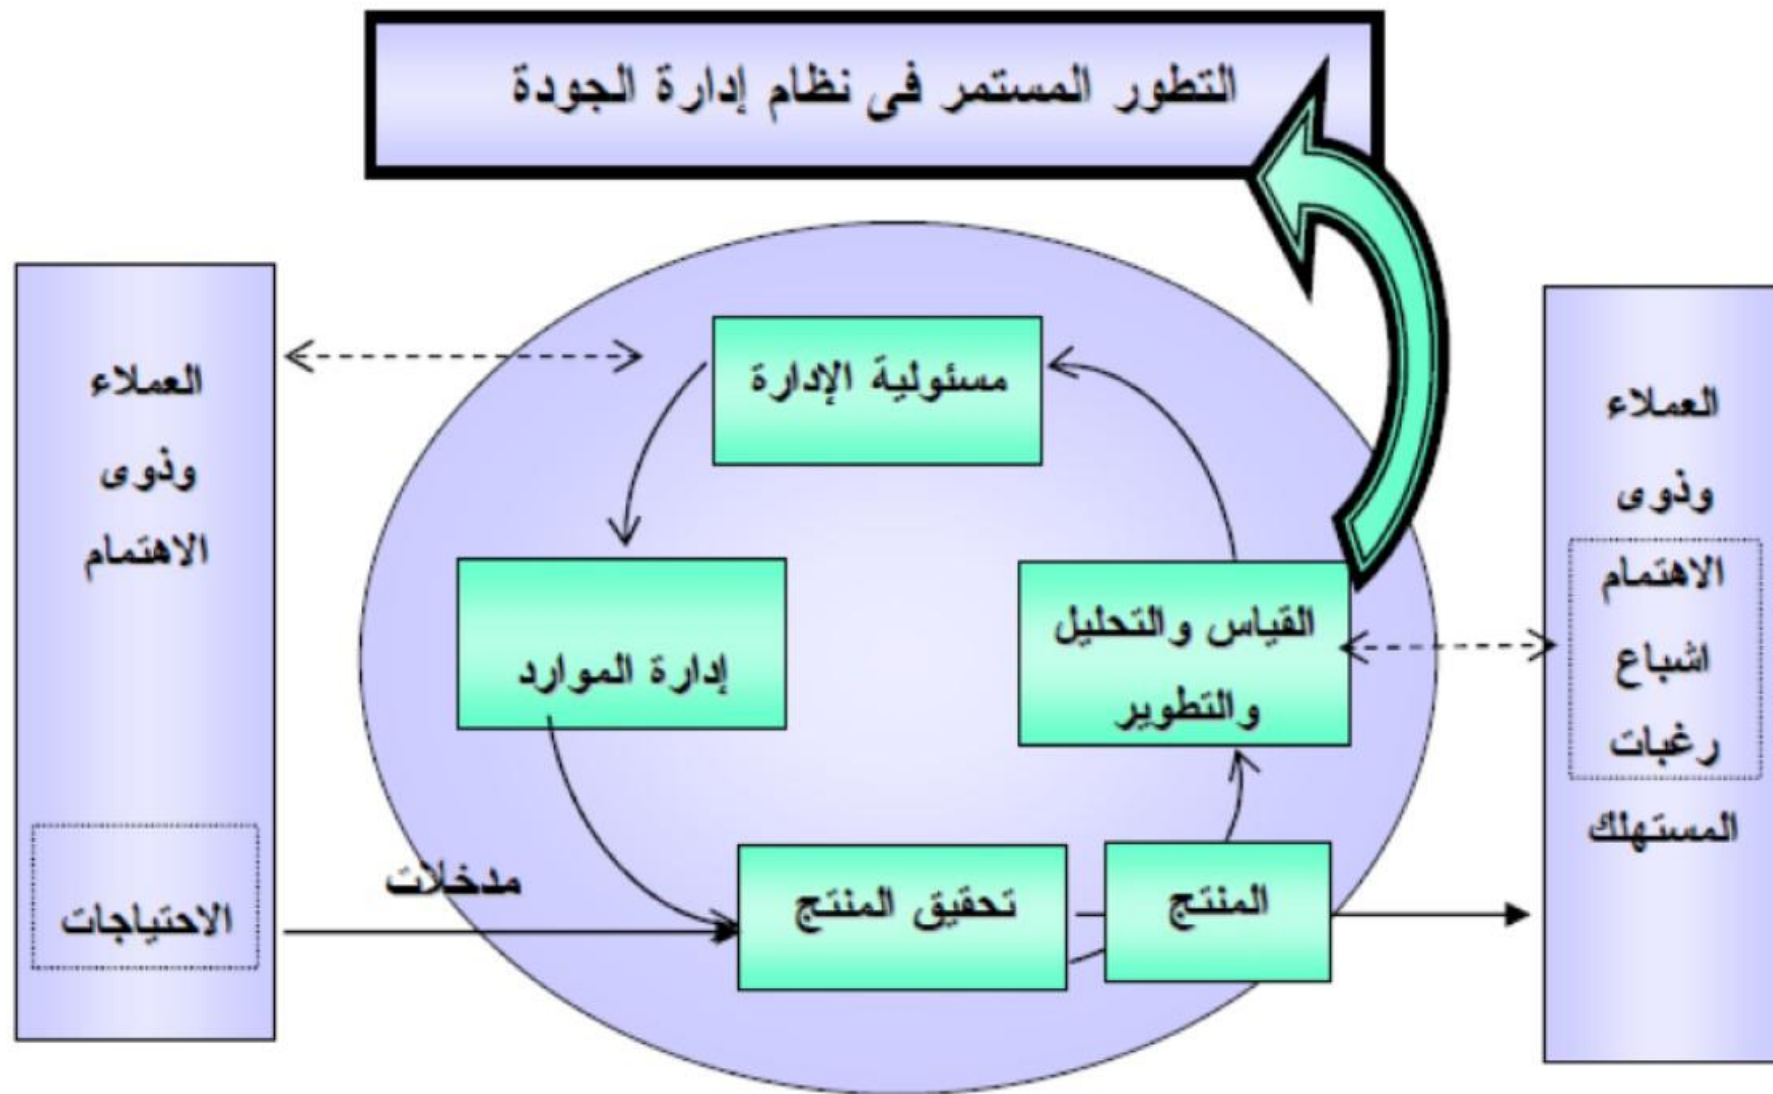 التطور المستمر فى نظام إدارة الجودة
العملاء
وذوى
الاهتمام
اشباع
رغبات
المستهلك
مسئولية الإدارة
القياس والتحليل
والتطوير
إدارة الموارد
المنتج
تحقيق المنتج
مدخلات
العملاء
وذوى
الاهتمام
الاحتياجات